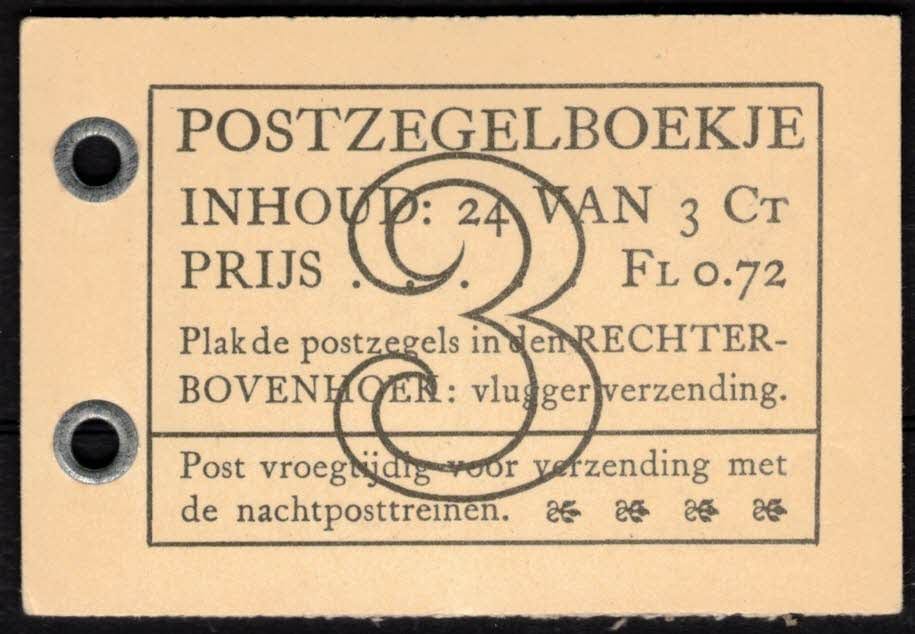 POSTZEGELBOEKJE
INHOUD: 24 VAN 3 CT
PRIJS . . . . . FL 0.72
Plak de postzegels in den RECHTER-
BOVENHOEK: vlugger verzending.
3
Post vroegtijdig voor verzending met
de nachtposttreinen.